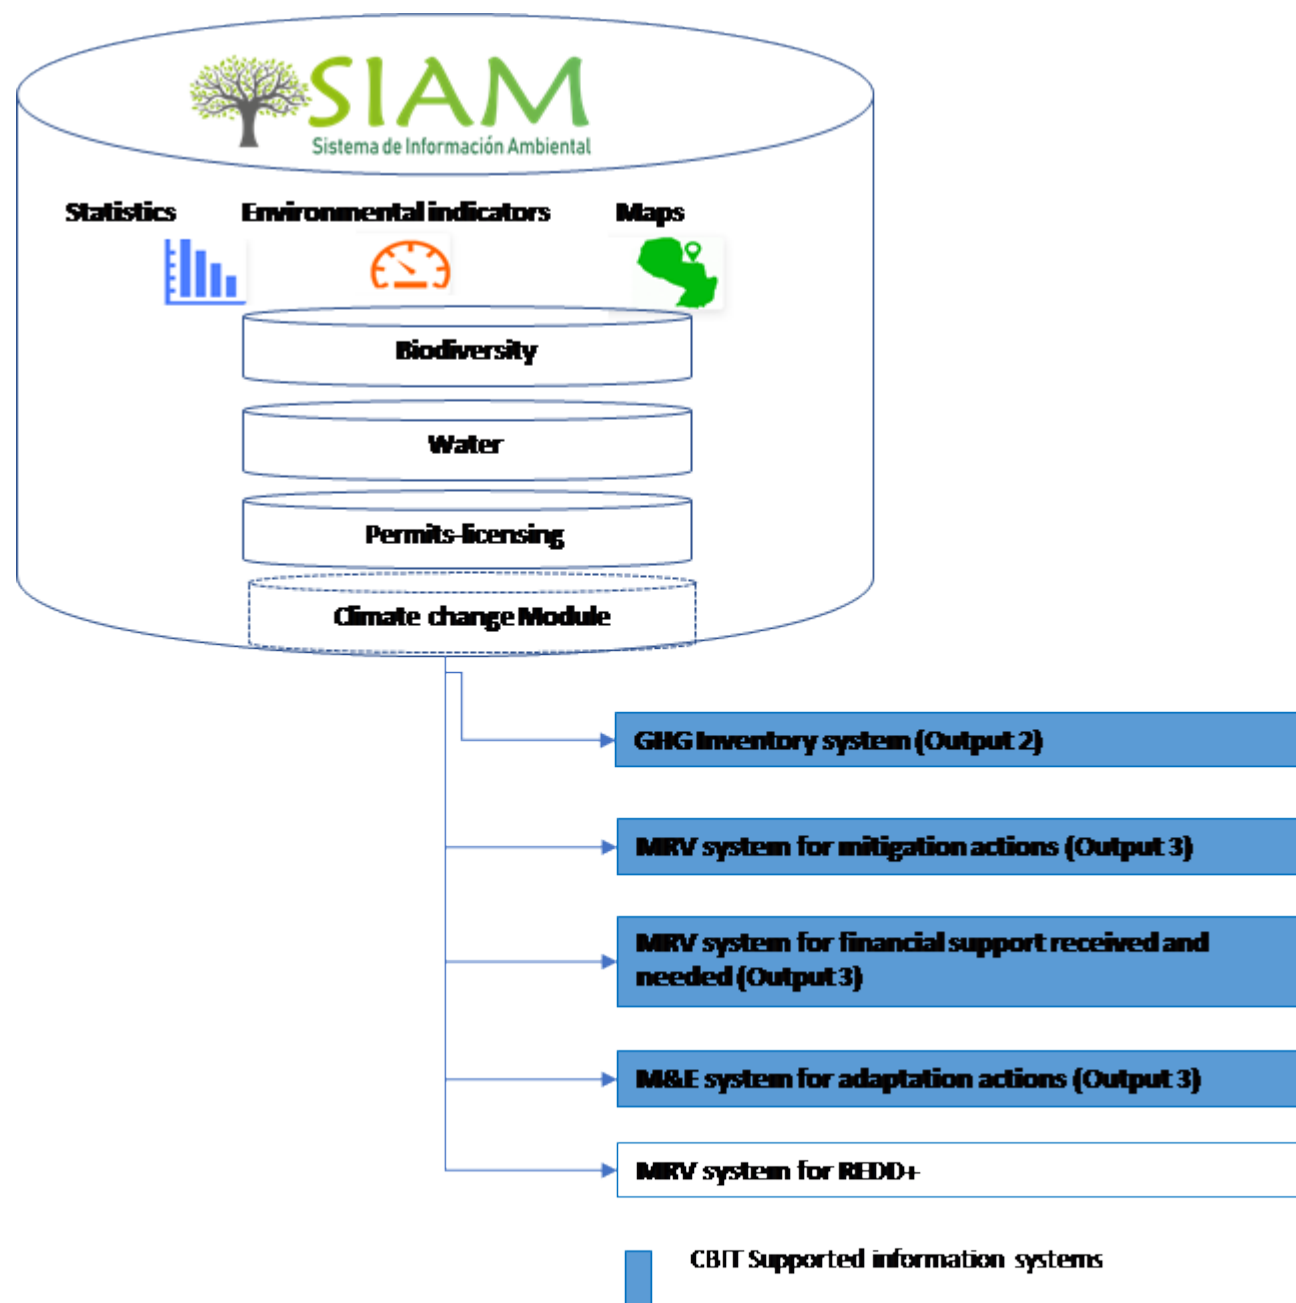 SIAM
Sistema de Información Ambiental
Statistics
Environmental indicators
Maps
Biodiversity
Water
Permits-licensing
Climate change Module
GHG Inventory system (Output 2)
MRV system for mitigation actions (Output 3)
MRV system for financial support received and
needed (Output 3)
M&E system for adaptation actions (Output 3)
MRV system for REDD+
CBIT Supported information systems